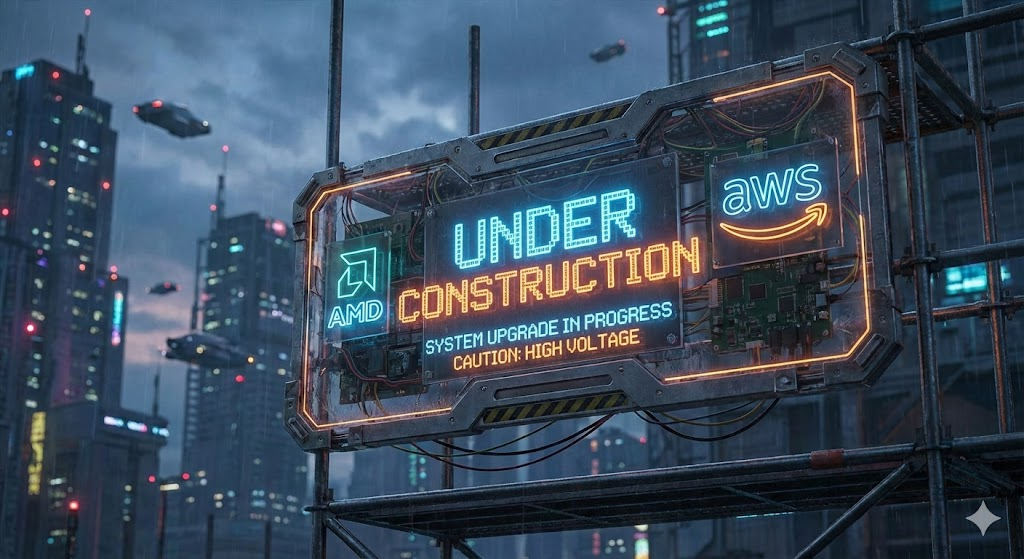 UNDER
CONSTRUCTION
SYSTEM UPGRADE IN PROGRESS
CAUTION: HIGH VOLTAGE
AMD
aws